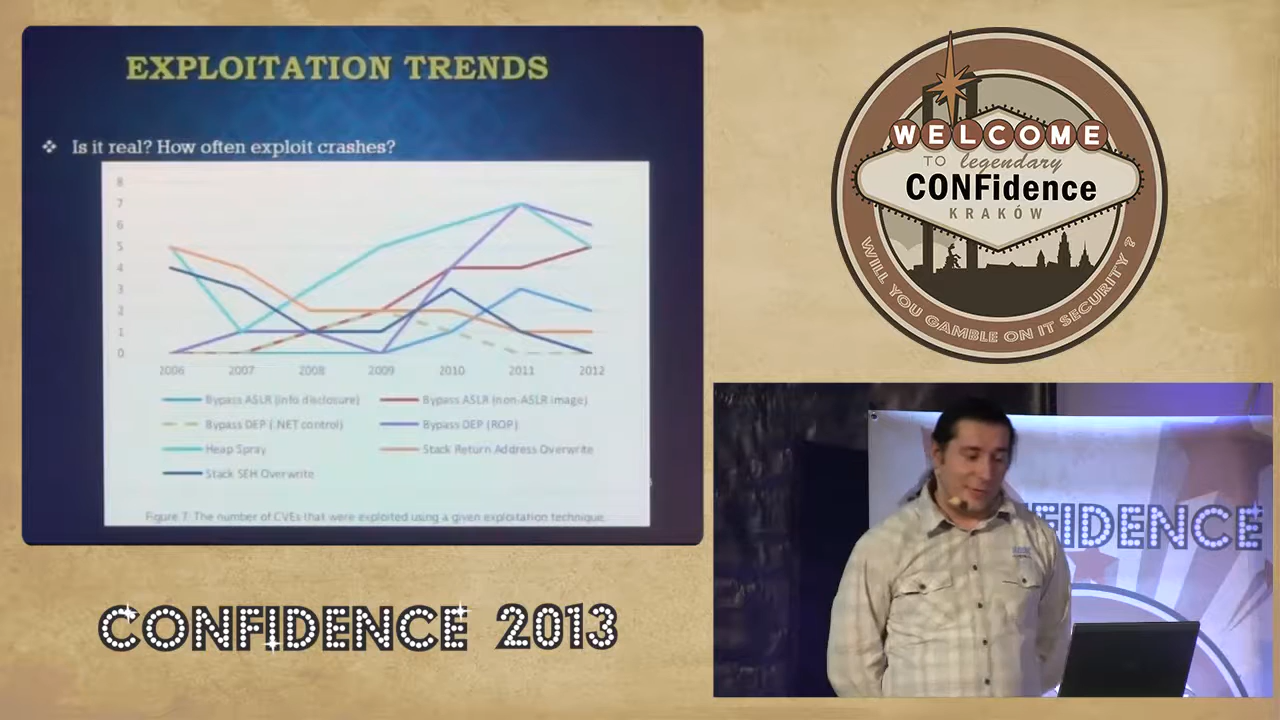 EXPLOITATION TRENDS
❖ Is it real? How often exploit crashes?
8
7
6
5
4
3
2
1
0
2006 2007 2008 2009 2010 2011 2012
Bypass ASLR (info disclosure) Bypass ASLR (non-ASLR image)
Bypass DEP (.NET control) Bypass DEP (ROP)
Heap Spray Stack Return Address Overwrite
Stack SEH Overwrite
Figure 7. The number of CVEs that were exploited using a given exploitation technique.
CONFIDENCE 2013
WELCOME
TO legendary
CONFidence
KRAKÓW
WILL YOU GAMBLE ON IT SECURITY ?
FIDENCE